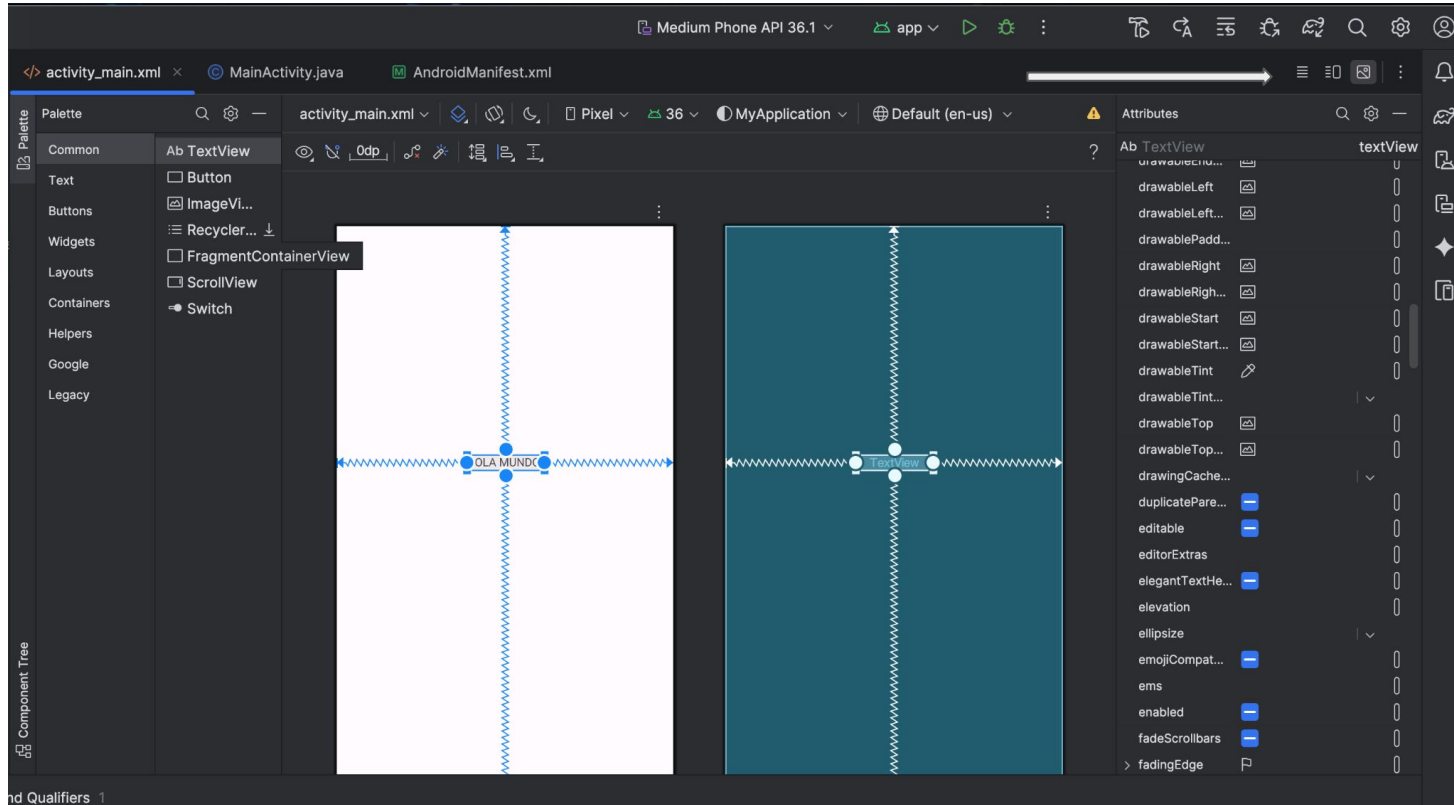 Medium Phone API 36.1 app
activity_main.xml MainActivity.java AndroidManifest.xml
Palette
Component Tree
Palette
Common
Text
Buttons
Widgets
Layouts
Containers
Helpers
Google
Legacy
Ab TextView
Button
ImageVi...
Recycler...
FragmentContainerView
ScrollView
Switch
activity_main.xml Pixel 36 MyApplication Default (en-us)
0dp ?
OLA MUNDO
TextView
Attributes
Ab TextView textView
drawableEnd...
drawableLeft
drawableLeft...
drawablePadd...
drawableRight
drawableRigh...
drawableStart
drawableStart...
drawableTint
drawableTint...
drawableTop
drawableTop...
drawingCache...
duplicatePare...
editable
editorExtras
elegantTextHe...
elevation
ellipsize
emojiCompat...
ems
enabled
fadeScrollbars
fadingEdge
nd Qualifiers 1